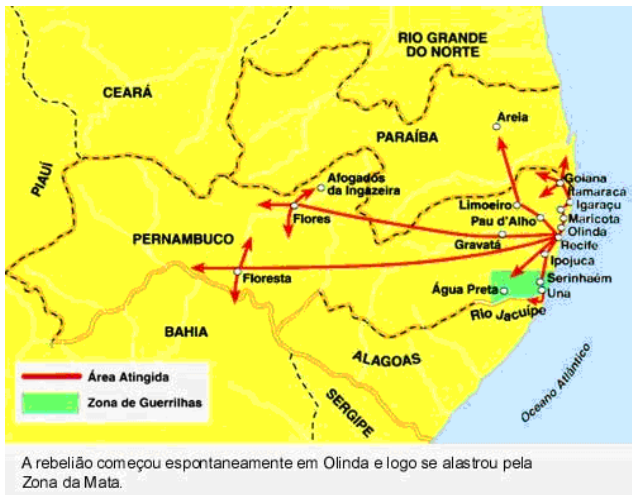 RIO GRANDE
DO NORTE
CEARÁ
Areia
PARAÍBA
PIAUÍ
Afogados
da Ingazeira
Goiana
Itamaracá
Igaraçu
Limoeiro
Flores
Pau d'Alho
Maricota
Olinda
PERNAMBUCO
Gravatá
Recife
Ipojuca
Floresta
Água Preta
Serinhaém
Una
Rio Jacuípe
BAHIA
ALAGOAS
Oceano Atlântico
Área Atingida
Zona de Guerrilhas
SERGIPE
A rebelião começou espontaneamente em Olinda e logo se alastrou pela
Zona da Mata.